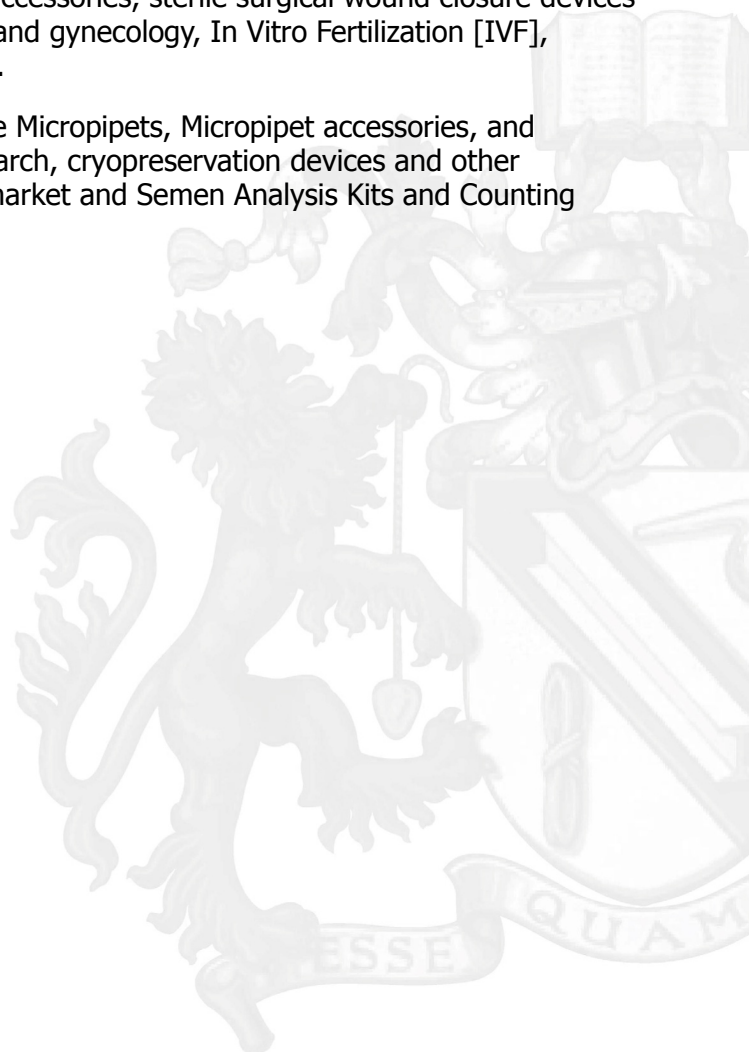 accessories, sterile surgical wound closure devices
and gynecology, In Vitro Fertilization [IVF],
.
e Micropipets, Micropipet accessories, and
arch, cryopreservation devices and other
market and Semen Analysis Kits and Counting
ESSE QUAM